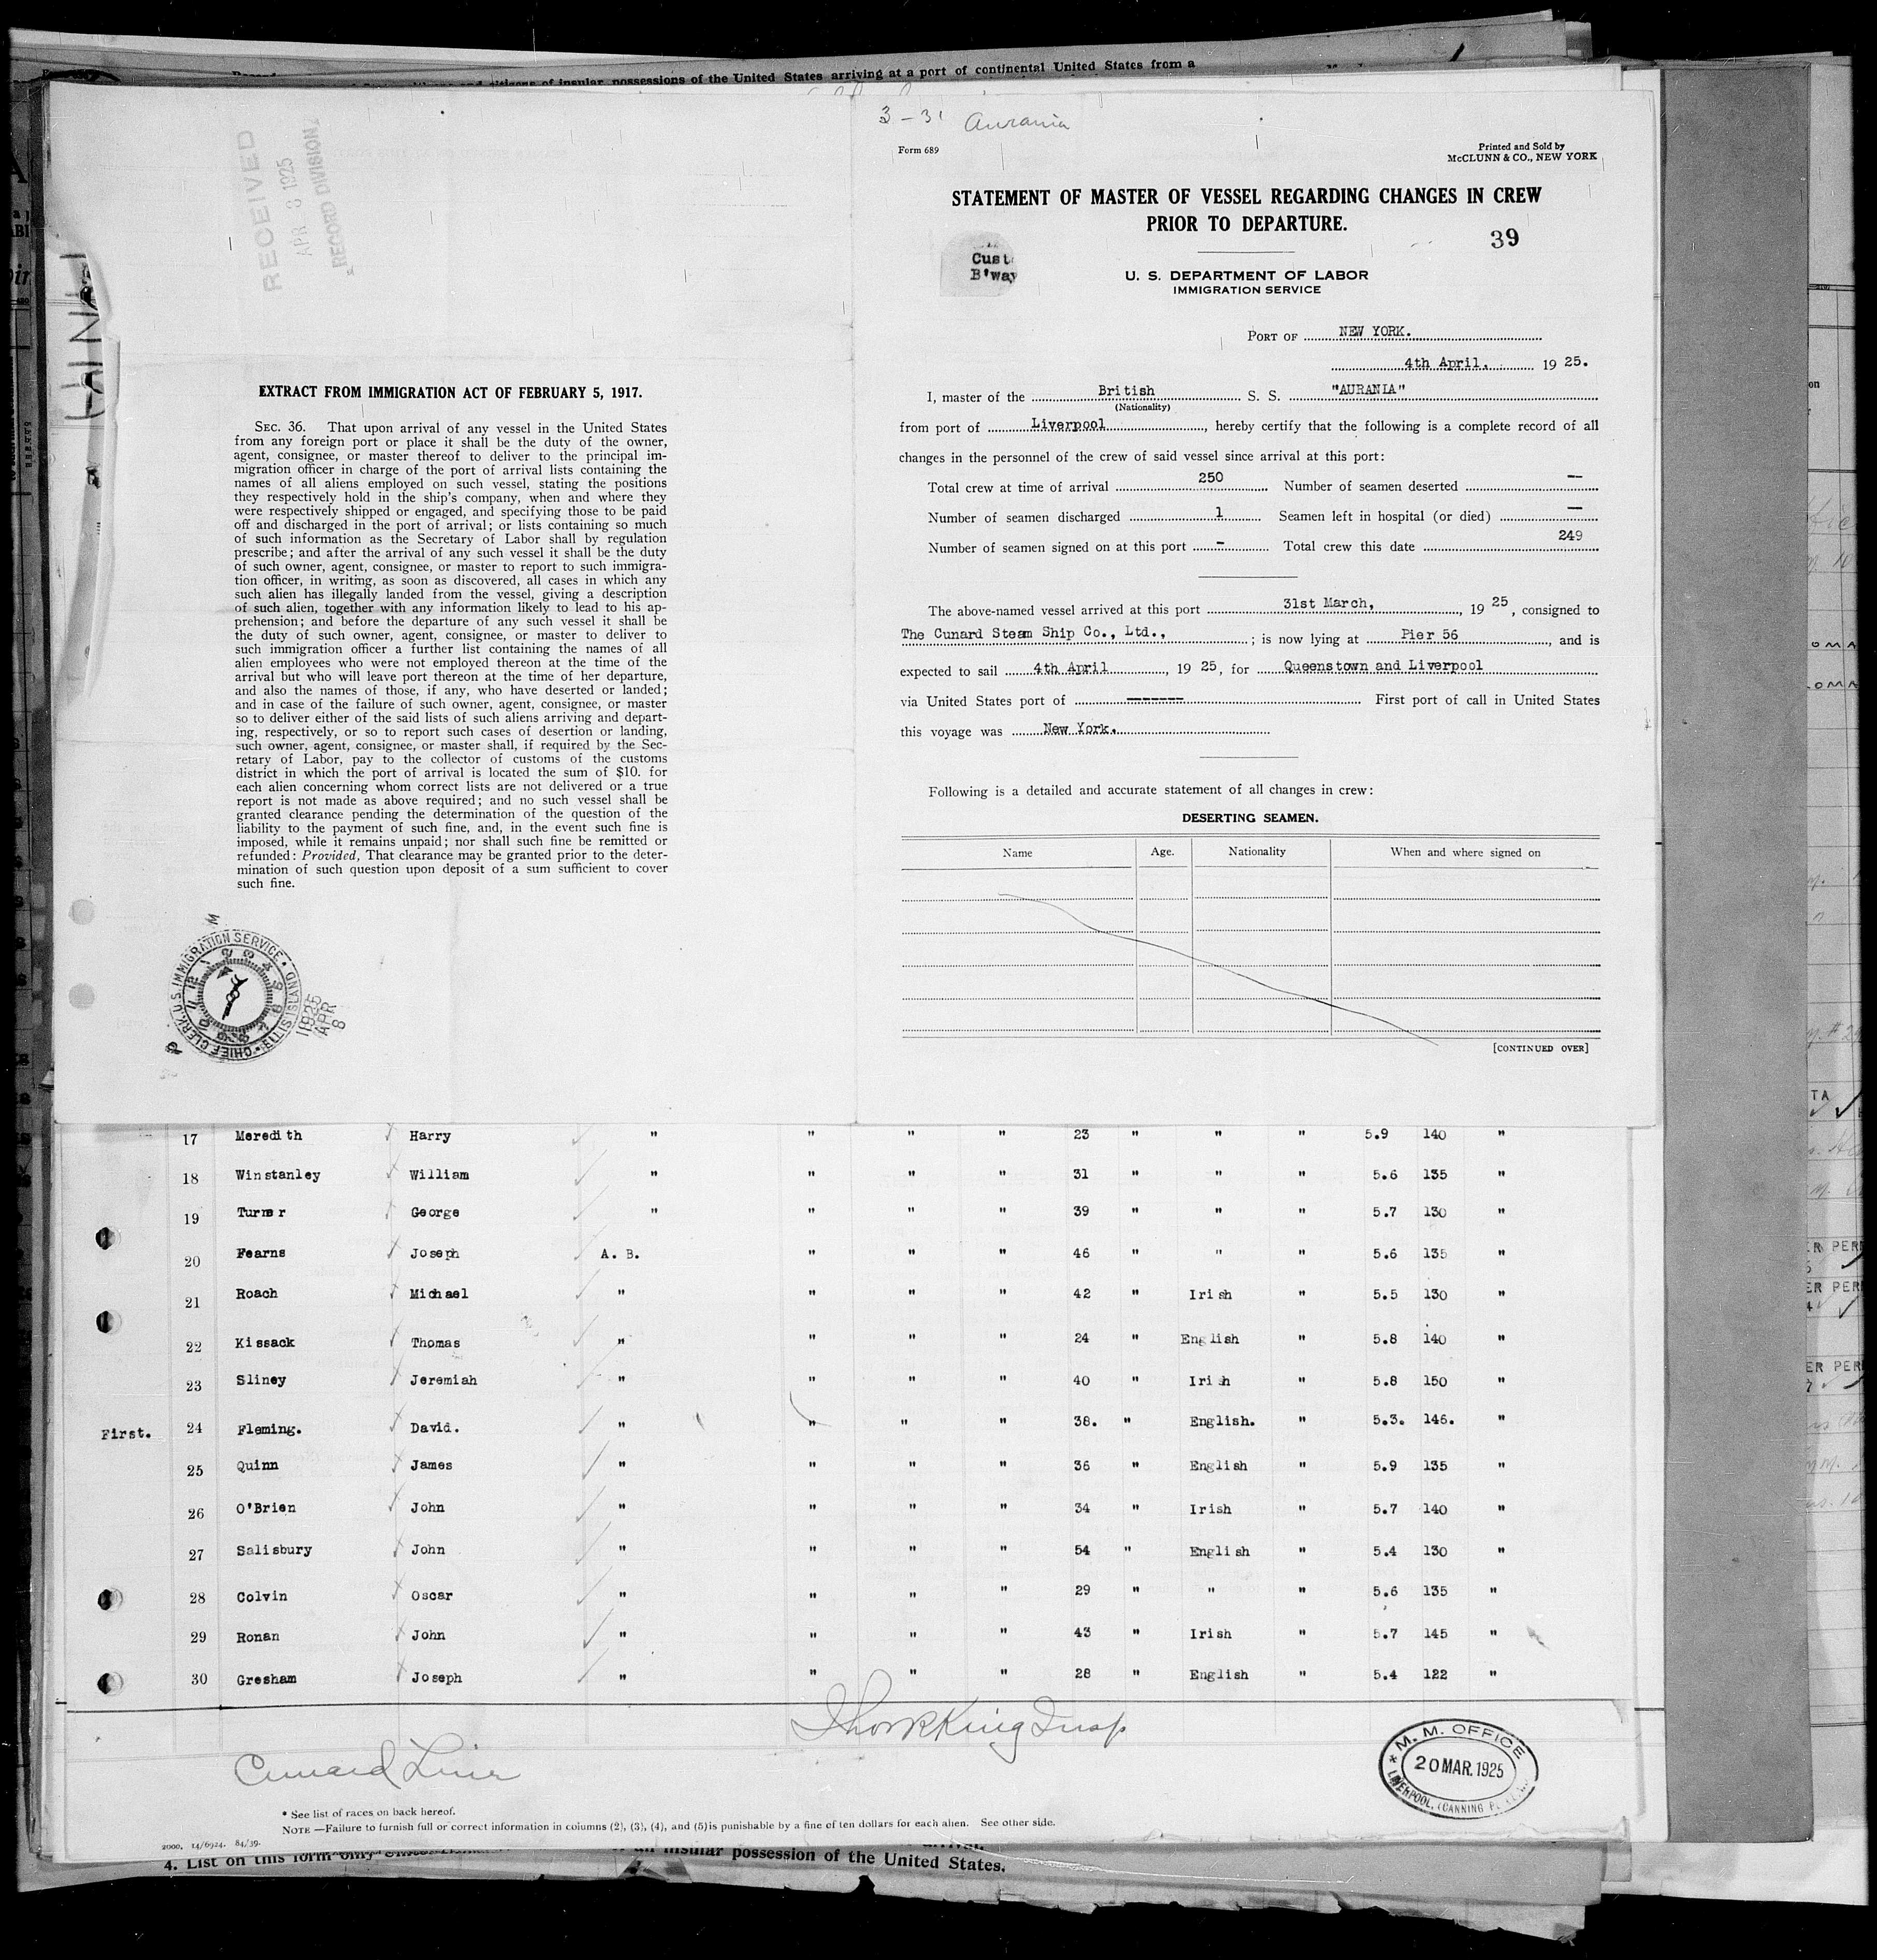 possessions of the United States arriving at a port of continental United States from a
RECEIVED
APR 8 1925
RECORD DIVISION
EXTRACT FROM IMMIGRATION ACT OF FEBRUARY 5, 1917.
SEC. 36. That upon arrival of any vessel in the United States
from any foreign port or place it shall be the duty of the owner,
agent, consignee, or master thereof to deliver to the principal im-
migration officer in charge of the port of arrival lists containing the
names of all aliens employed on such vessel, stating the positions
they respectively hold in the ship's company, when and where they
were respectively shipped or engaged, and specifying those to be paid
off and discharged in the port of arrival; or lists containing so much
of such information as the Secretary of Labor shall by regulation
prescribe; and after the arrival of any such vessel it shall be the duty
of such owner, agent, consignee, or master to report to such immigra-
tion officer, in writing, as soon as discovered, all cases in which any
such alien has illegally landed from the vessel, giving a description
of such alien, together with any information likely to lead to his ap-
prehension; and before the departure of any such vessel it shall be
the duty of such owner, agent, consignee, or master to deliver to
such immigration officer a further list containing the names of all
alien employees who were not employed thereon at the time of the
arrival but who will leave port thereon at the time of her departure,
and also the names of those, if any, who have deserted or landed;
and in case of the failure of such owner, agent, consignee, or master
so to deliver either of the said lists of such aliens arriving and depart-
ing, respectively, or so to report such cases of desertion or landing,
such owner, agent, consignee, or master shall, if required by the Sec-
retary of Labor, pay to the collector of customs of the customs
district in which the port of arrival is located the sum of $10. for
each alien concerning whom correct lists are not delivered or a true
report is not made as above required; and no such vessel shall be
granted clearance pending the determination of the question of the
liability to the payment of such fine, and, in the event such fine is
imposed, while it remains unpaid; nor shall such fine be remitted or
refunded: Provided, That clearance may be granted prior to the deter-
mination of such question upon deposit of a sum sufficient to cover
such fine.
CHIEF CLERK, U.S. IMMIGRATION SERVICE • ELLIS ISLAND
1925
APR
8
3-31 Aurania
Form 689
Printed and Sold by
McCLUNN & CO., NEW YORK
STATEMENT OF MASTER OF VESSEL REGARDING CHANGES IN CREW
PRIOR TO DEPARTURE.
39
Cust
B'way
U. S. DEPARTMENT OF LABOR
IMMIGRATION SERVICE
PORT OF NEW YORK.
4th April. 19 25.
I, master of the British S. S. "AURANIA"
(Nationality)
from port of Liverpool, hereby certify that the following is a complete record of all
changes in the personnel of the crew of said vessel since arrival at this port:
Total crew at time of arrival 250 Number of seamen deserted —
Number of seamen discharged 1 Seamen left in hospital (or died) —
Number of seamen signed on at this port - Total crew this date 249
The above-named vessel arrived at this port 31st March, 19 25, consigned to
The Cunard Steam Ship Co., Ltd., ; is now lying at Pier 56, and is
expected to sail 4th April, 19 25, for Queenstown and Liverpool
via United States port of ------- First port of call in United States
this voyage was New York.
Following is a detailed and accurate statement of all changes in crew:
DESERTING SEAMEN.
Name Age. Nationality When and where signed on
[CONTINUED OVER]
17 Meredith Harry " " " " 23 " " " 5.9 140 "
18 Winstanley William " " " " 31 " " " 5.6 135 "
19 Turner George " " " " 39 " " " 5.7 130 "
20 Fearns Joseph A. B. " " " 46 " " " 5.6 135 "
21 Roach Michael " " " " 42 " Irish " 5.5 130 "
22 Kissack Thomas " " " " 24 " English " 5.8 140 "
23 Sliney Jeremiah " " " " 40 " Irish " 5.8 150 "
First. 24 Fleming. David. " " " " 38. " English. " 5.3. 146. "
25 Quinn James " " " " 36 " English " 5.9 135 "
26 O'Brien John " " " " 34 " Irish " 5.7 140 "
27 Salisbury John " " " " 54 " English " 5.4 130 "
28 Colvin Oscar " " " " 29 " " " 5.6 135 "
29 Ronan John " " " " 43 " Irish " 5.7 145 "
30 Gresham Joseph " " " " 28 " English " 5.4 122 "
King Insp
Cunard Line
* M. M. OFFICE
20 MAR. 1925
LIVERPOOL, (CANNING
* See list of races on back hereof.
NOTE —Failure to furnish full or correct information in columns (2), (3), (4), and (5) is punishable by a fine of ten dollars for each alien. See other side.
2000, 14/6924. 84/39.
4. List on this form only
possession of the United States.